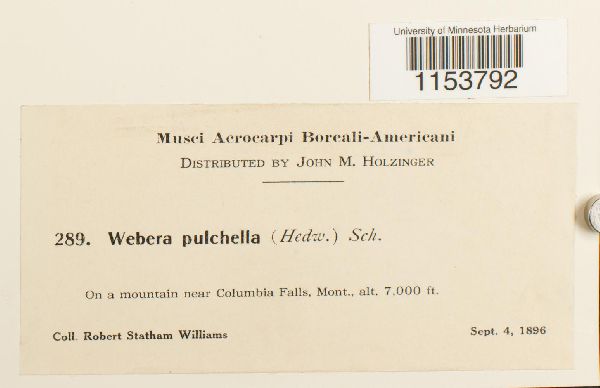 University of Minnesota Herbarium
1153792
Musci Acrocarpi Boreali-Americani
Distributed by John M. Holzinger
289. Webera pulchella (Hedw.) Sch.
On a mountain near Columbia Falls, Mont., alt. 7,000 ft.
Coll. Robert Statham Williams Sept. 4, 1896